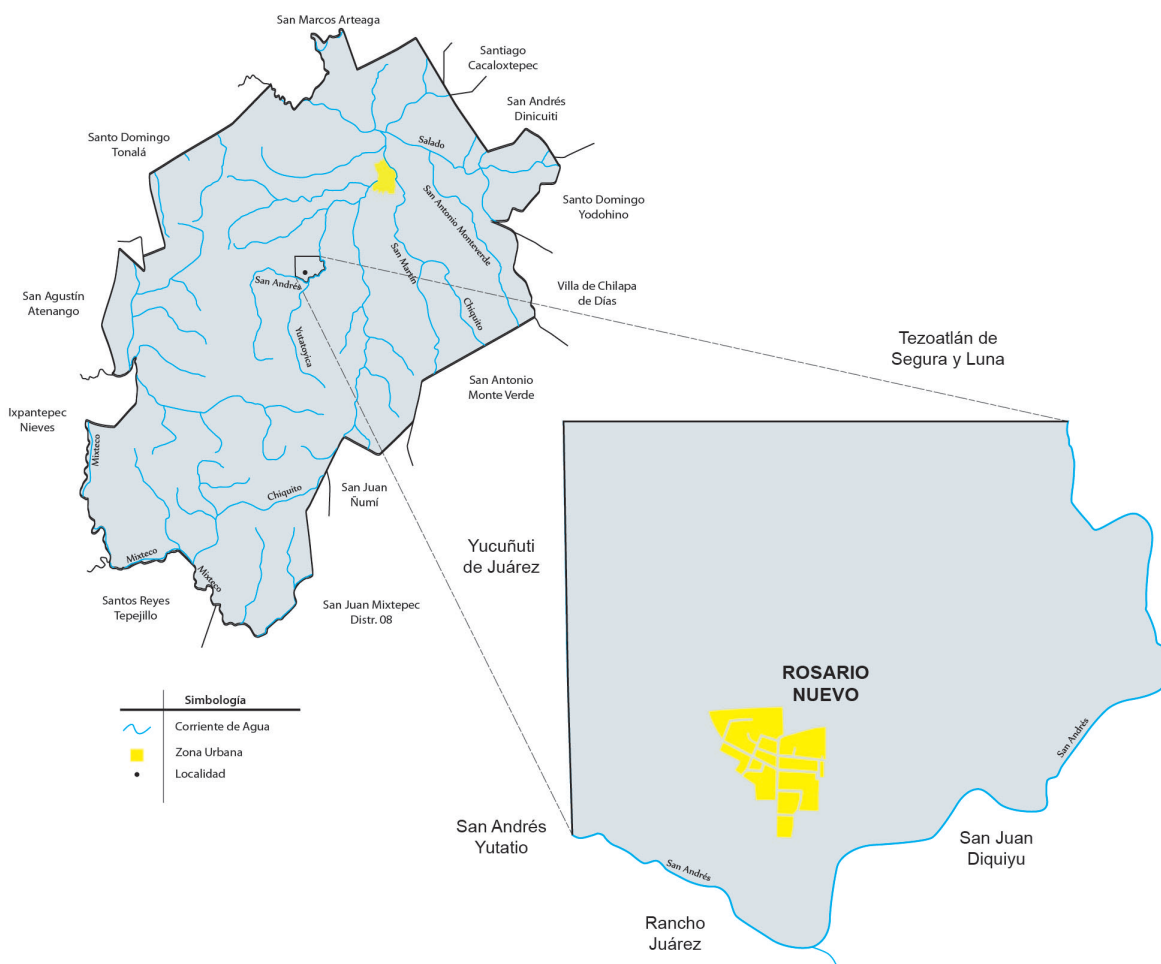 San Marcos Arteaga
Santiago
Cacaloxtepec
San Andrés
Dinicuiti
Santo Domingo
Tonalá
Salado
Santo Domingo
Yodohino
San Antonio Monteverde
San Martín
San Andrés
Villa de Chilapa
de Días
San Agustín
Atenango
Chiquito
Yutatoyica
Tezoatlán de
Segura y Luna
San Antonio
Monte Verde
Ixpantepec
Nieves
Mixteco
San Juan
Ñumí
Chiquito
Yucuñuti
de Juárez
Mixteco
Mixteco
Santos Reyes
Tepejillo
San Juan Mixtepec
Distr. 08
ROSARIO
NUEVO
Simbología
Corriente de Agua
Zona Urbana
Localidad
San Andrés
San Andrés
Yutatio
San Juan
Diquiyu
San Andrés
Rancho
Juárez